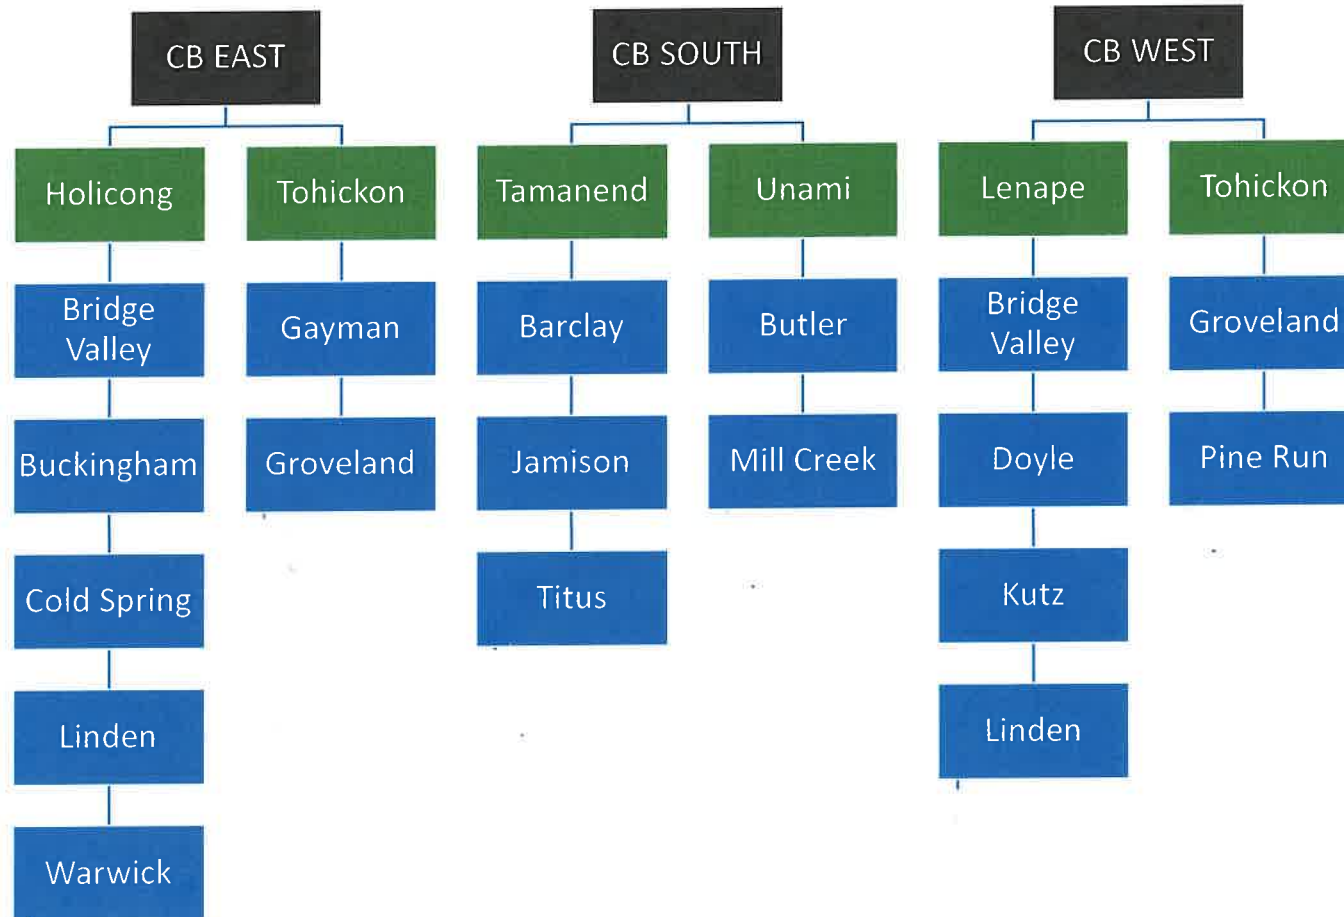 CB EAST
CB SOUTH
CB WEST
Holicong
Tohickon
Tamanend
Unami
Lenape
Tohickon
Bridge
Valley
Gayman
Barclay
Butler
Bridge
Valley
Groveland
Buckingham
Groveland
Jamison
Mill Creek
Doyle
Pine Run
Cold Spring
Titus
Kutz
Linden
Linden
Warwick